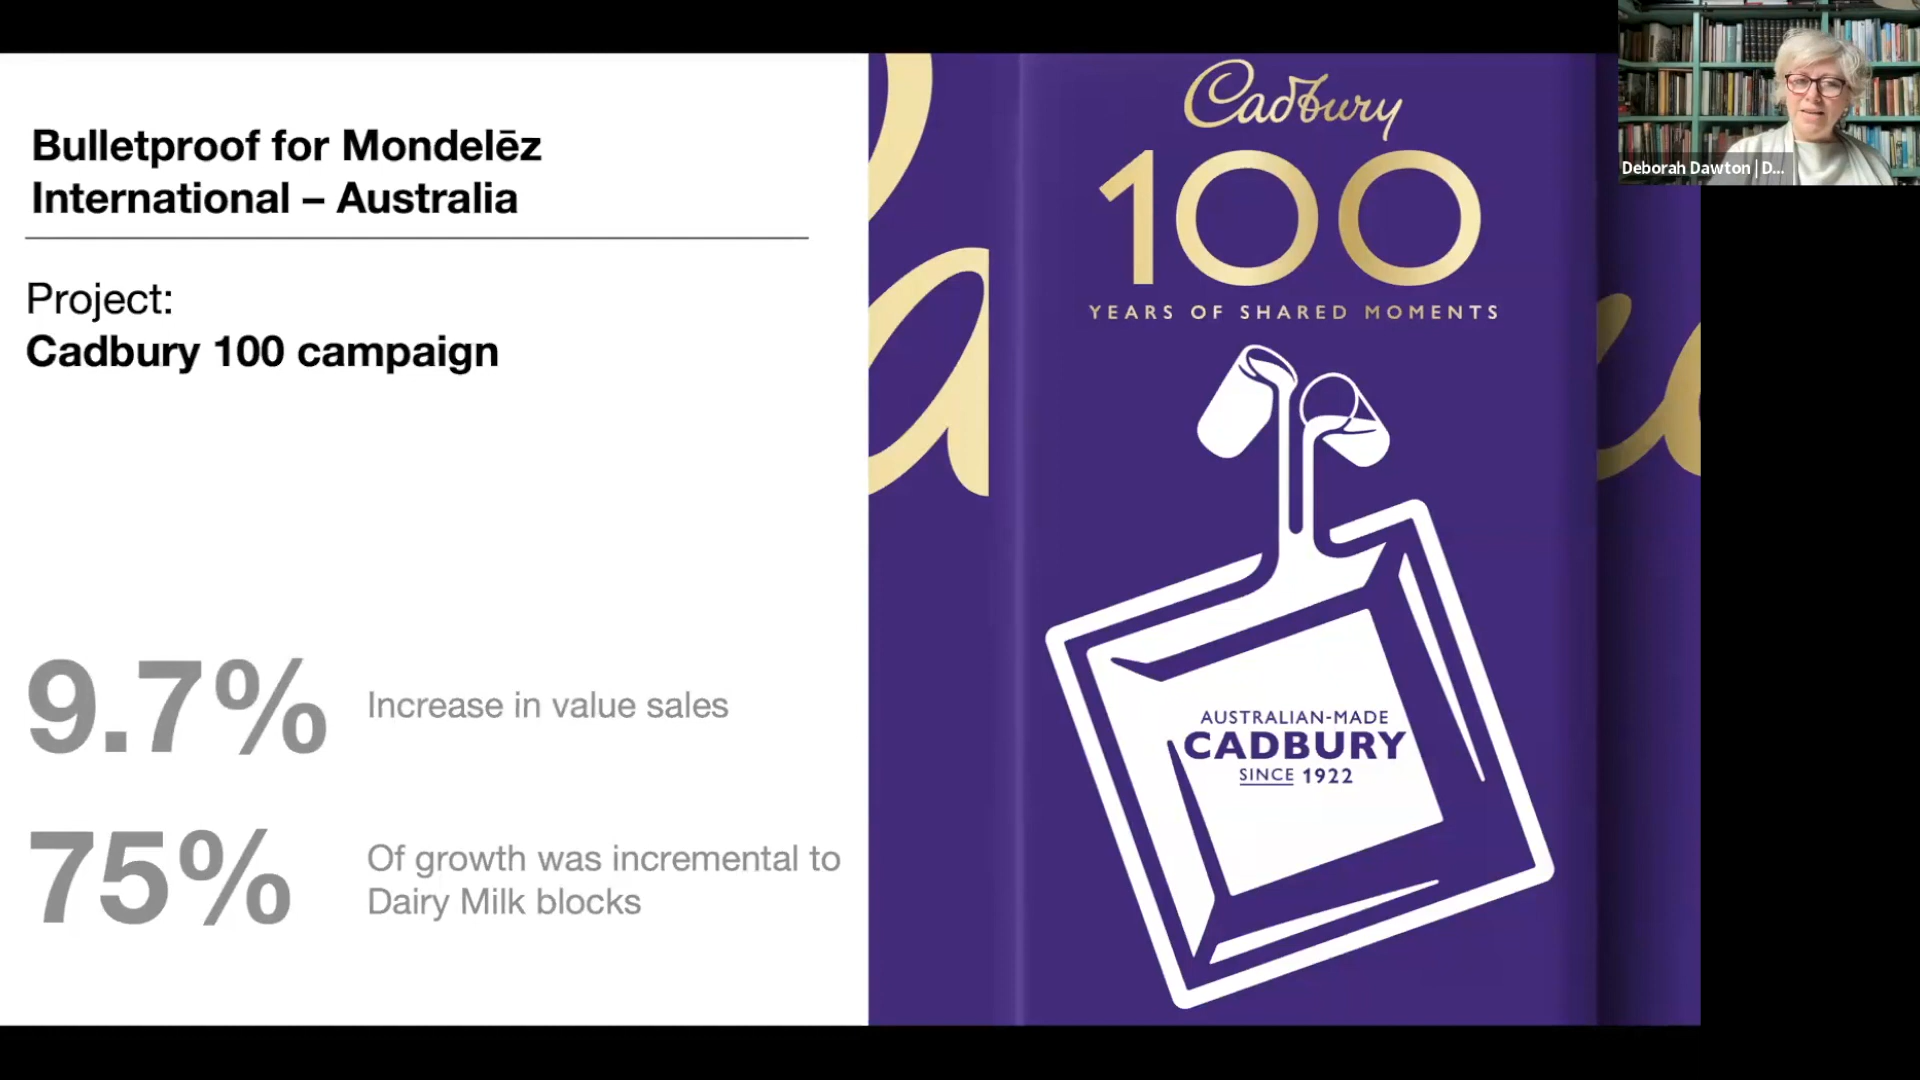 Bulletproof for Mondelēz
International – Australia
Project:
Cadbury 100 campaign
9.7%
Increase in value sales
75%
Of growth was incremental to
Dairy Milk blocks
Cadbury
100
YEARS OF SHARED MOMENTS
AUSTRALIAN-MADE
CADBURY
SINCE 1922
Deborah Dawton | D...